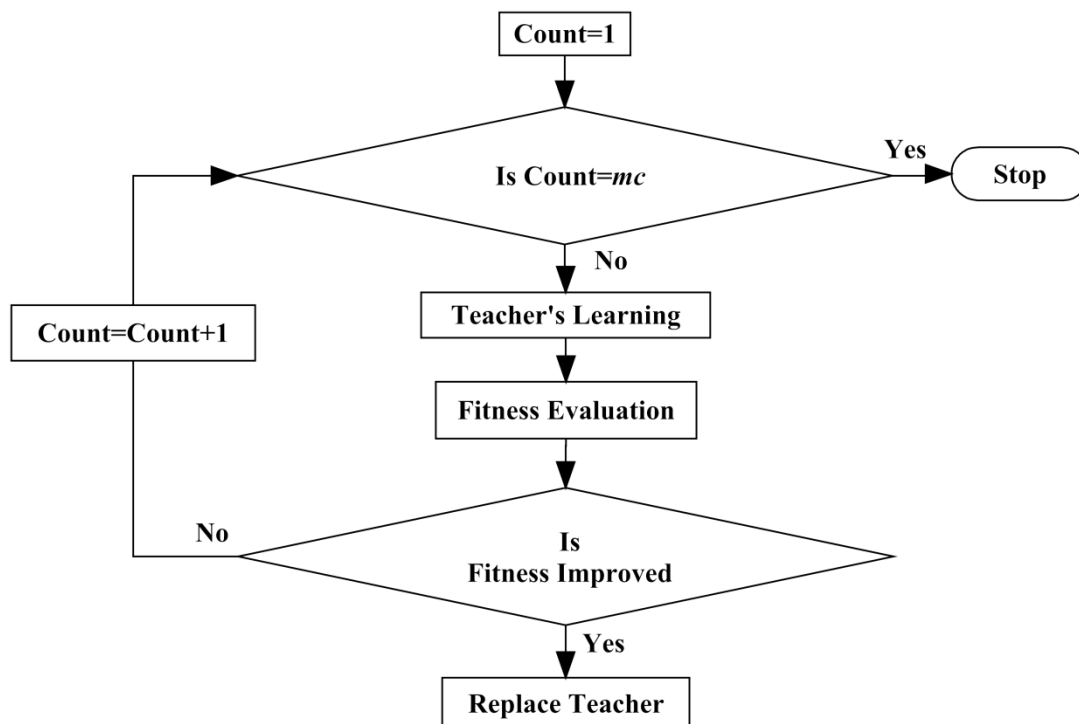 Count=1
Is Count=mc
Yes
Stop
No
Teacher's Learning
Count=Count+1
Fitness Evaluation
No
Is
Fitness Improved
Yes
Replace Teacher